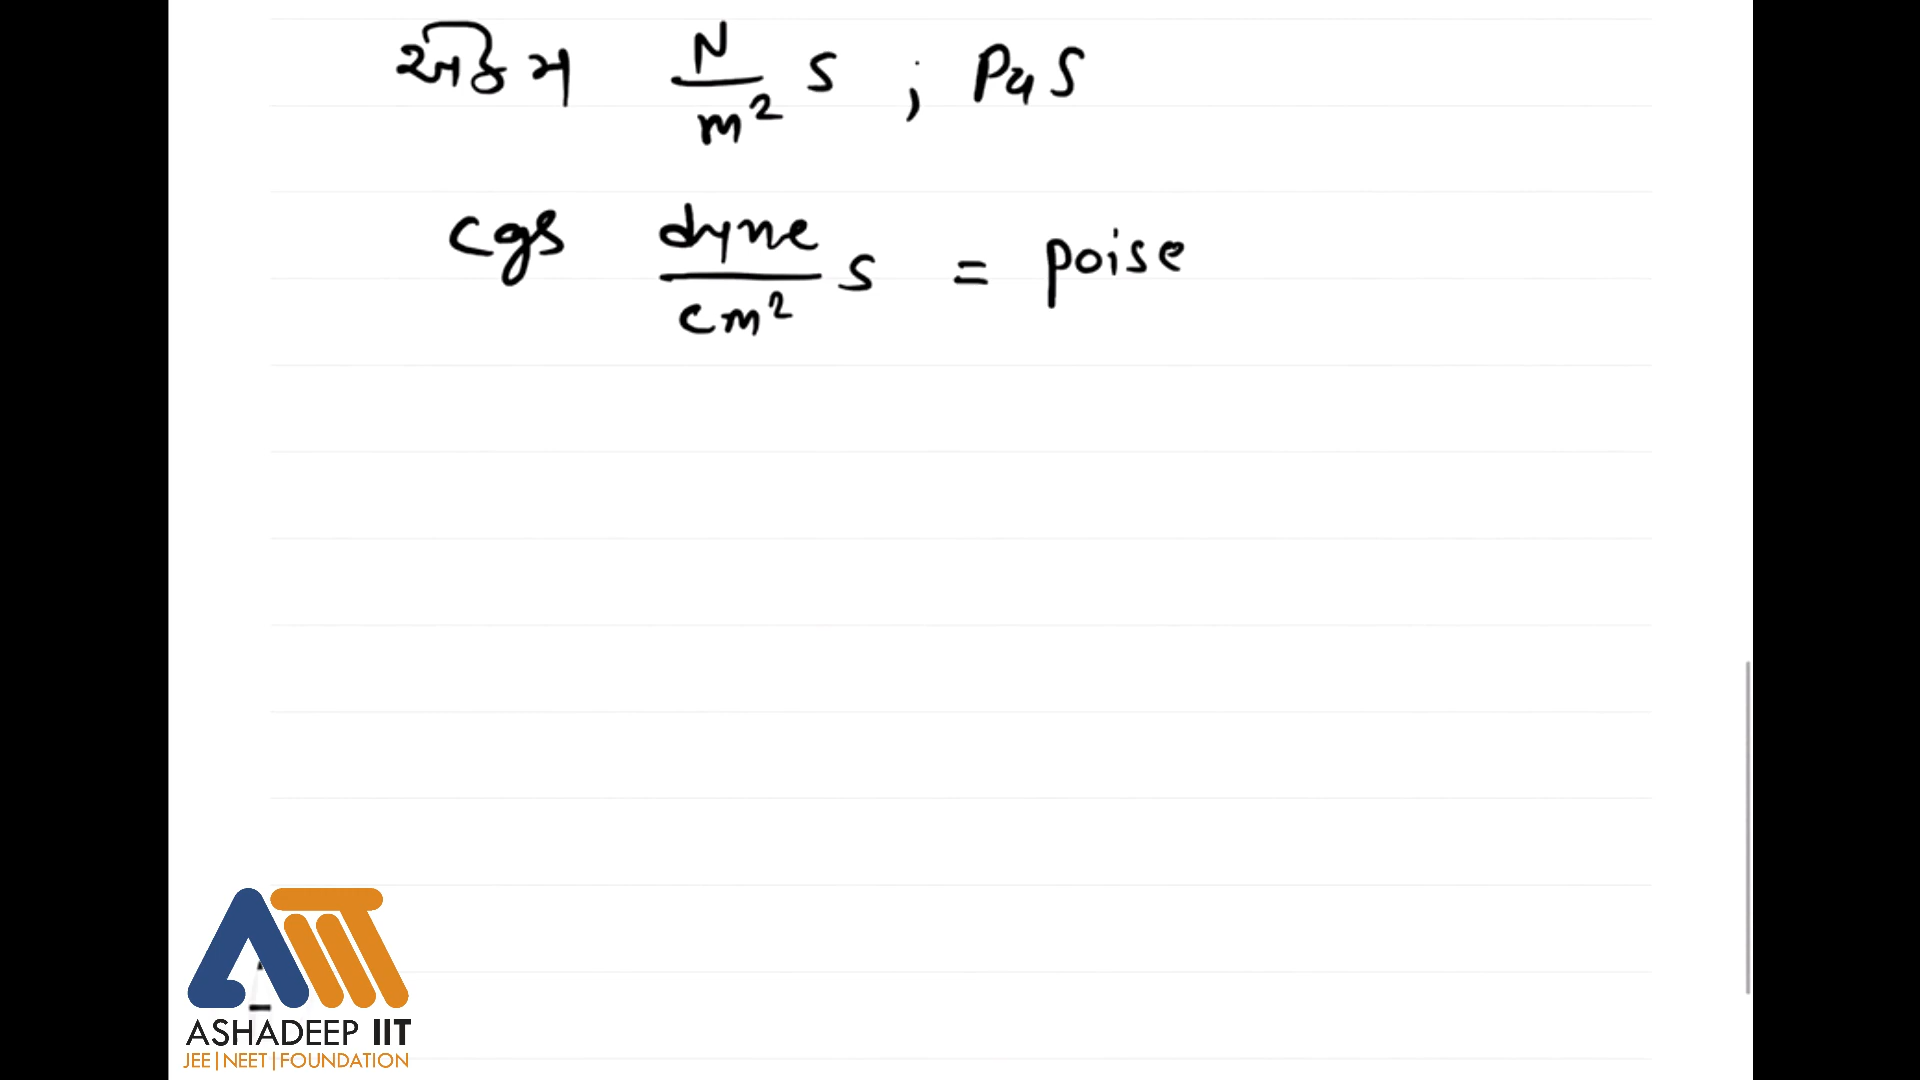 એકમ N/m² s ; Pa s
cgs dyne/cm² s = poise
ASHADEEP IIT
JEE|NEET|FOUNDATION